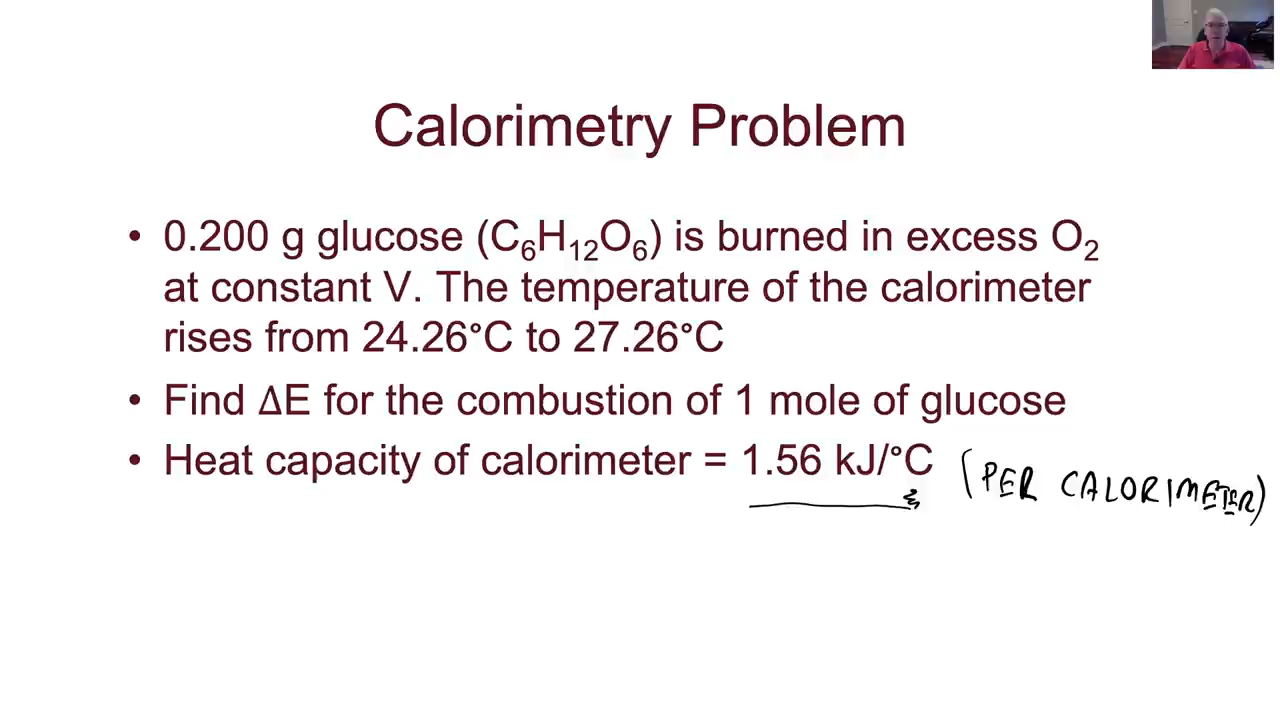 Calorimetry Problem
• 0.200 g glucose (C₆H₁₂O₆) is burned in excess O₂
at constant V. The temperature of the calorimeter
rises from 24.26°C to 27.26°C
• Find ΔE for the combustion of 1 mole of glucose
• Heat capacity of calorimeter = 1.56 kJ/°C (PER CALORIMETER)